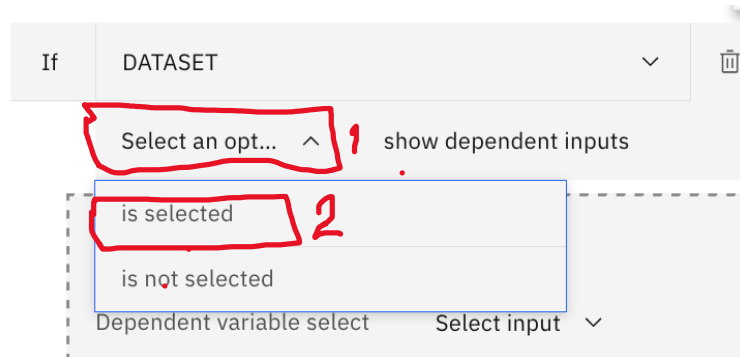 If DATASET
Select an opt... 1 show dependent inputs
is selected 2
is not selected
Dependent variable select Select input